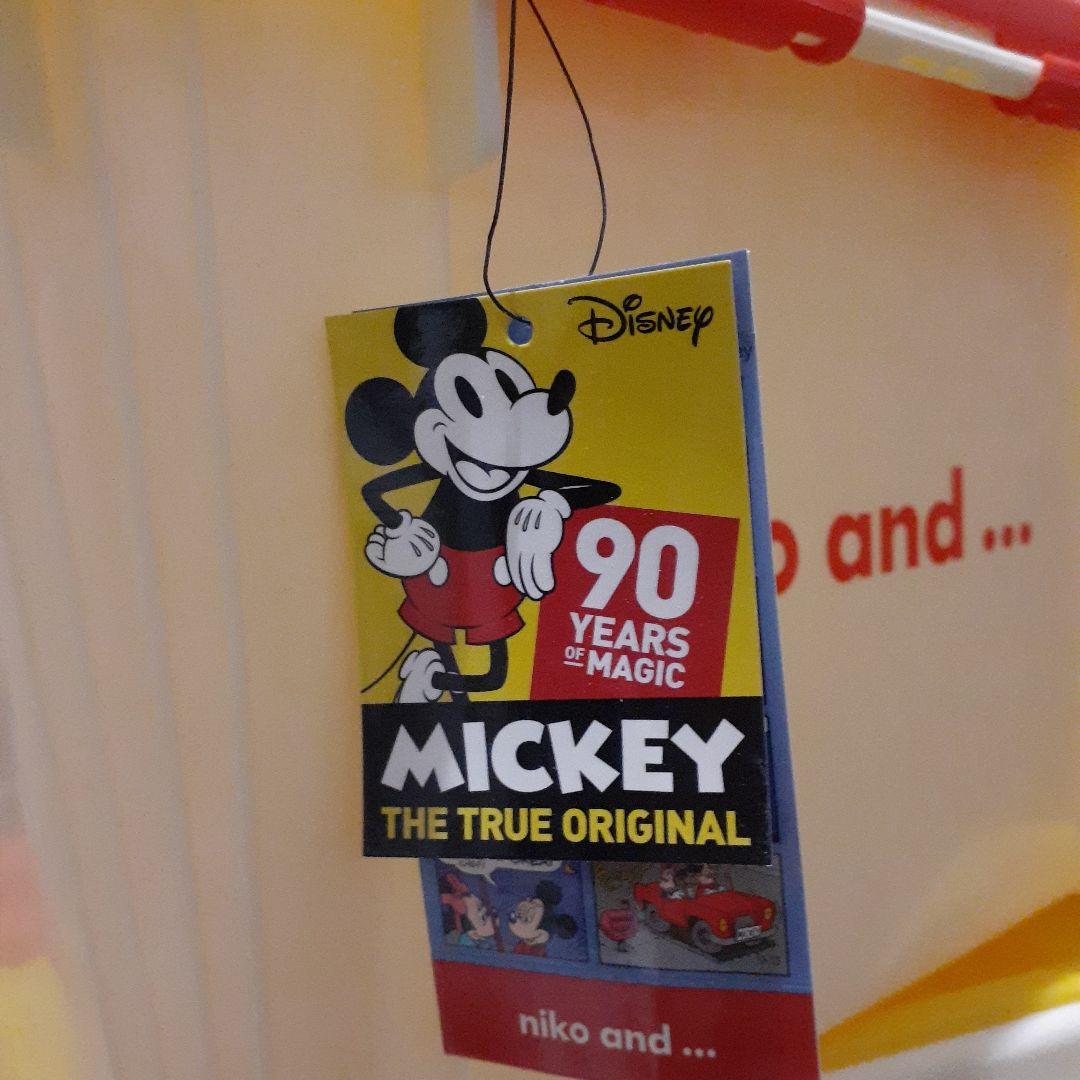 Disney
90
YEARS
OF MAGIC
MICKEY
THE TRUE ORIGINAL
and ...
niko and ...